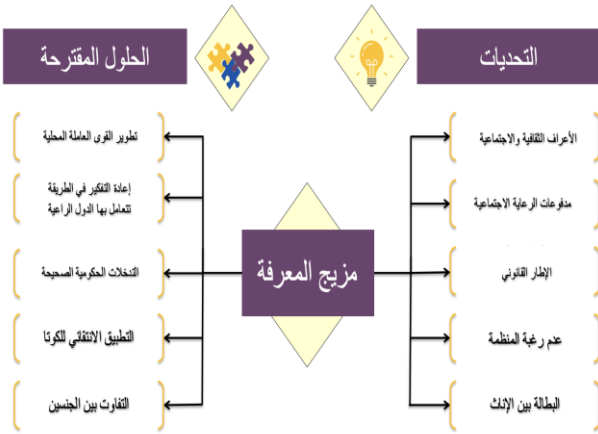 التحديات
الأعراف الثقافية والاجتماعية
مدفوعات الرعاية الاجتماعية
الإطار القانوني
عدم رغبة المنظمة
البطالة بين الإناث
مزيج المعرفة
الحلول المقترحة
تطوير القوى العاملة المحلية
إعادة التفكير في الطريقة
تتعامل بها الدول الراعية
التدخلات الحكومية الصحيحة
التطبيق الانتقائي للكوتا
التفاوت بين الجنسين